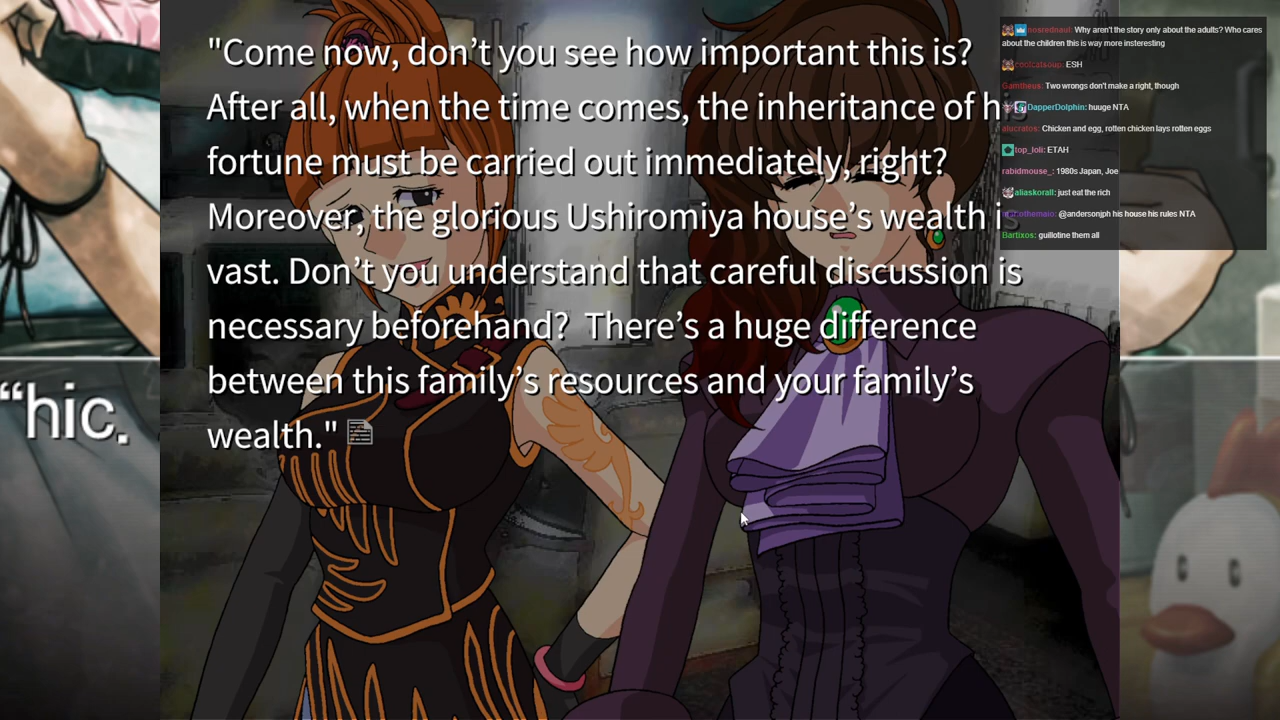 "Come now, don't you see how important this is?
After all, when the time comes, the inheritance of
fortune must be carried out immediately, right?
Moreover, the glorious Ushiromiya house's wealth
vast. Don't you understand that careful discussion is
necessary beforehand?  There's a huge difference
between this family's resources and your family's
wealth."
"hic.
Why aren't the story only about the adults? Who cares
about the children this is way more insteresting
coolcatsoup: ESH
Gamtheus: Two wrongs don't make a right, though
DapperDolphin: huuge NTA
alucratos: Chicken and egg, rotten chicken lays rotten eggs
top_loli: ETAH
rabidmouse_: 1980s Japan, Joe
aliaskorall: just eat the rich
@andersonjph his house his rules NTA
Bartixos: guillotine them all